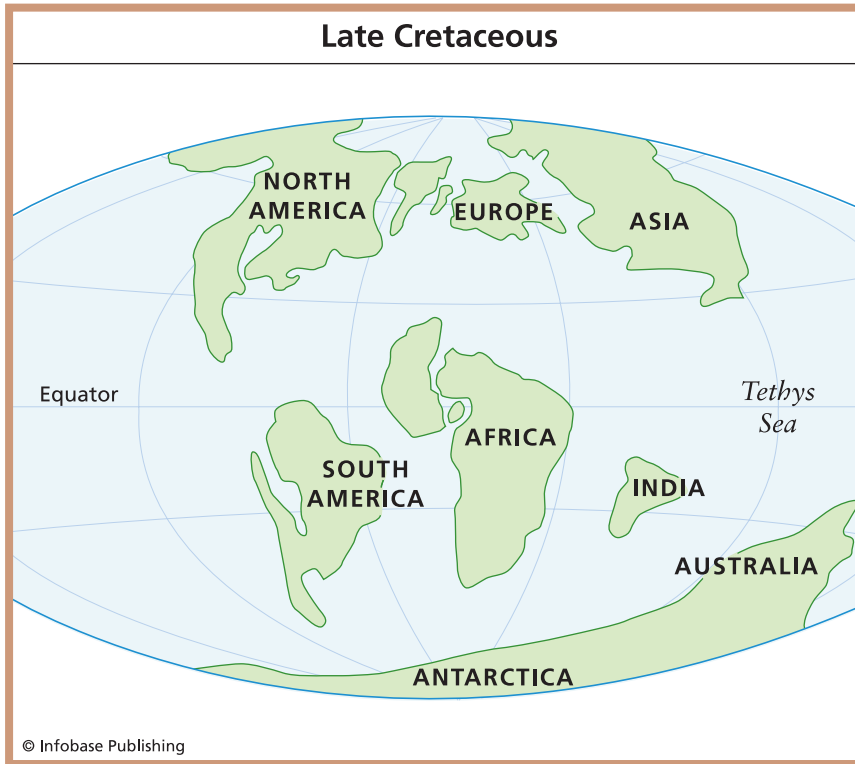 Late Cretaceous
NORTH
AMERICA
EUROPE
ASIA
Equator
Tethys
Sea
AFRICA
SOUTH
AMERICA
INDIA
AUSTRALIA
ANTARCTICA
© Infobase Publishing